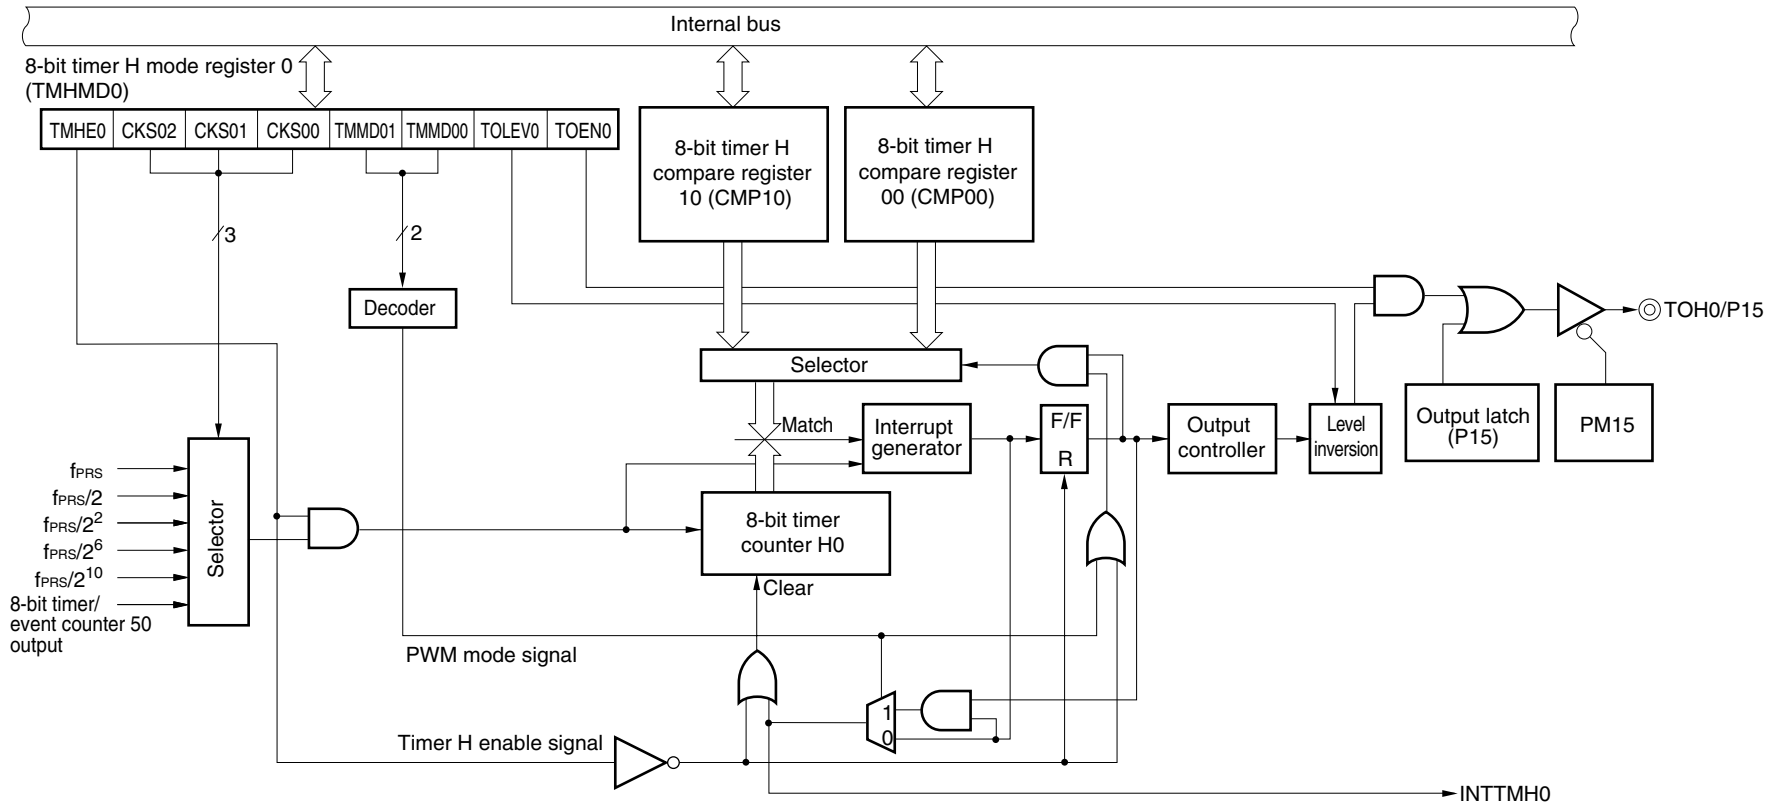 Internal bus
8-bit timer H mode register 0
(TMHMD0)
TMHE0 CKS02 CKS01 CKS00 TMMD01 TMMD00 TOLEV0 TOEN0
8-bit timer H
compare register
10 (CMP10)
8-bit timer H
compare register
00 (CMP00)
3
2
Decoder
TOH0/P15
Selector
Match
Interrupt
generator
F/F
R
Output
controller
Level
inversion
Output latch
(P15)
PM15
fPRS
fPRS/2
fPRS/2²
fPRS/2⁶
fPRS/2¹⁰
8-bit timer/
event counter 50
output
Selector
8-bit timer
counter H0
Clear
PWM mode signal
1
0
Timer H enable signal
INTTMH0